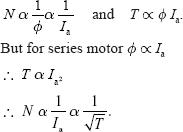 N α 1/ϕ α 1/Iₐ and T ∝ ϕ Iₐ.
But for series motor ϕ ∝ Iₐ
∴ T α Iₐ²
∴ N α 1/Iₐ α 1/√T.